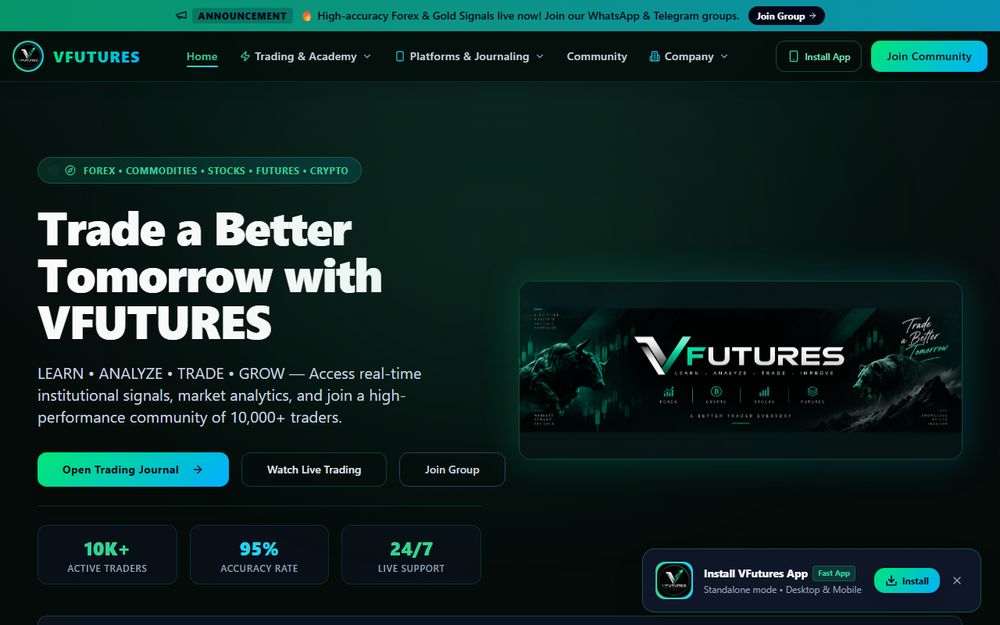 ANNOUNCEMENT 🔥 High-accuracy Forex & Gold Signals live now! Join our WhatsApp & Telegram groups. Join Group →
VFUTURES Home Trading & Academy Platforms & Journaling Community Company Install App Join Community
FOREX • COMMODITIES • STOCKS • FUTURES • CRYPTO
Trade a Better
Tomorrow with
VFUTURES
LEARN • ANALYZE • TRADE • GROW — Access real-time
institutional signals, market analytics, and join a high-
performance community of 10,000+ traders.
Open Trading Journal → Watch Live Trading Join Group
10K+
ACTIVE TRADERS
95%
ACCURACY RATE
24/7
LIVE SUPPORT
Trade
a Better
Tomorrow
VFUTURES
LEARN . ANALYZE . TRADE . IMPROVE
FOREX CRYPTO STOCKS FUTURES
A BETTER TRADER EVERYDAY
Install VFutures App Fast App
Standalone mode • Desktop & Mobile
Install